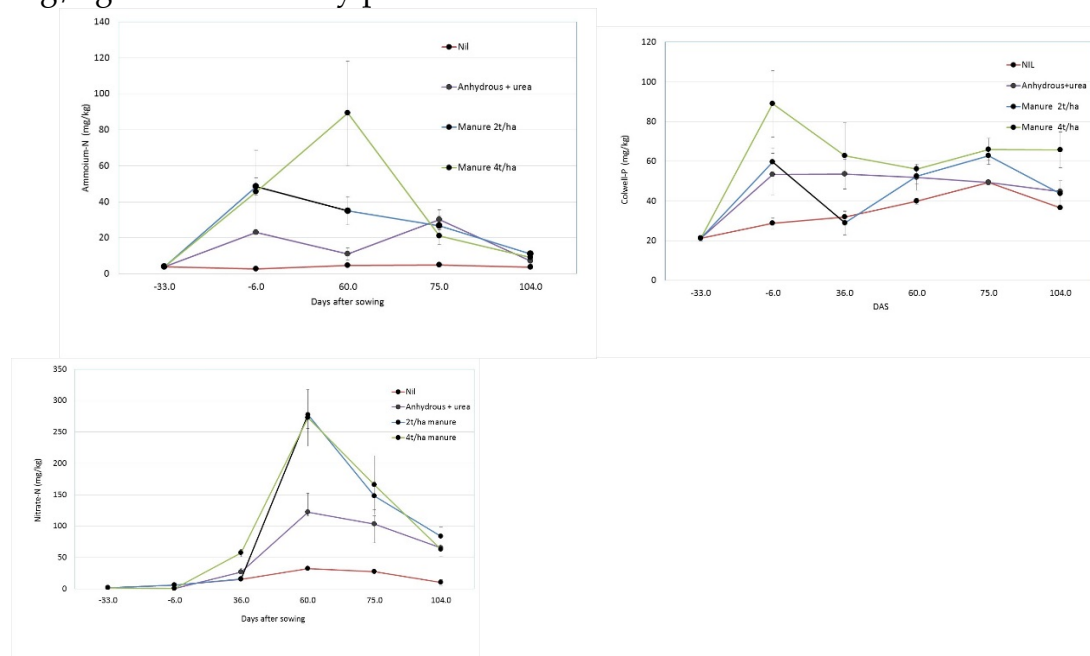 140
120
100
80
60
40
20
0
Ammoium-N (mg/kg)
Nil
Anhydrous + urea
Manure 2t/ha
Manure 4t/ha
-33.0 -6.0 60.0 75.0 104.0
Days after sowing
120
100
80
60
40
20
0
Colwell-P (mg/kg)
NIL
Anhydrous+urea
Manure 2t/ha
Manure 4t/ha
-33.0 -6.0 36.0 60.0 75.0 104.0
DAS
350
300
250
200
150
100
50
0
Nitrate-N (mg/kg)
Nil
Anhydrous + urea
2t/ha manure
4t/ha manure
-33.0 -6.0 36.0 60.0 75.0 104.0
Days after sowing